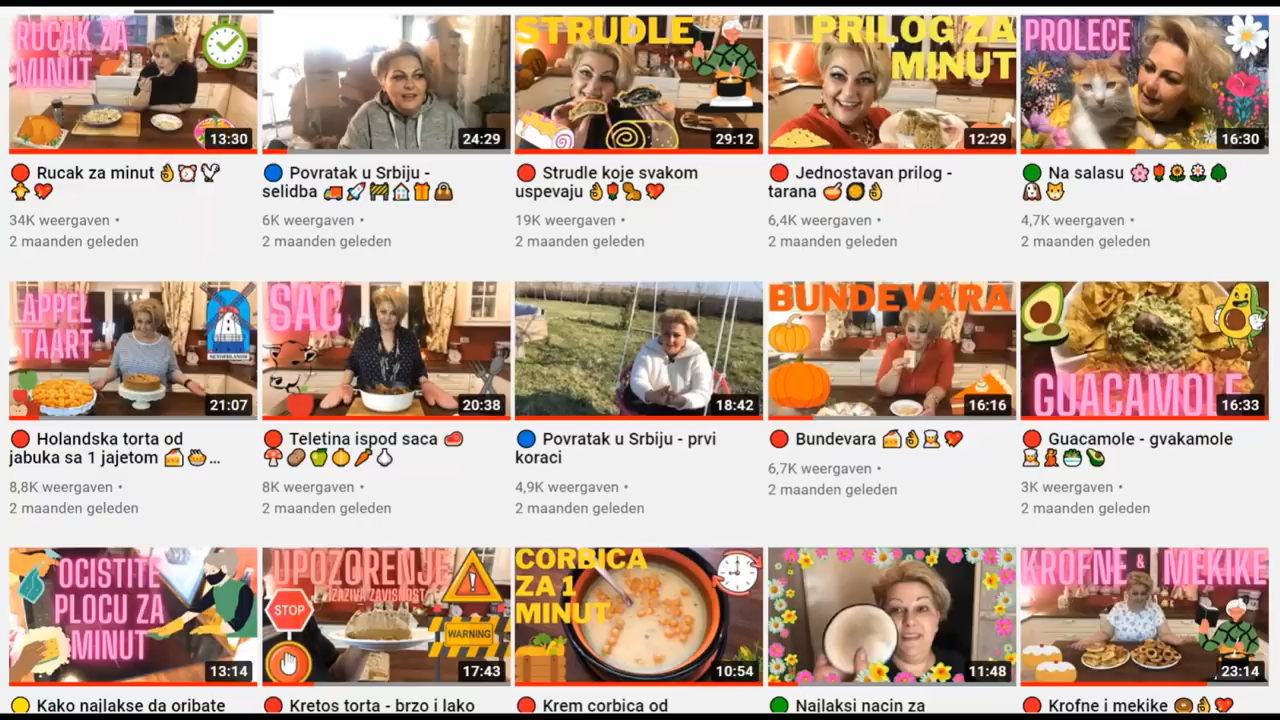 RUCAK ZA
MINUT
13:30
24:29
STRUDLE
29:12
PRILOG ZA
MINUT
12:29
PROLECE
16:30
Rucak za minut
Povratak u Srbiju -
selidba
Strudle koje svakom
uspevaju
Jednostavan prilog -
tarana
Na salasu
34K weergaven •
6K weergaven •
19K weergaven •
6,4K weergaven •
4,7K weergaven •
2 maanden geleden
2 maanden geleden
2 maanden geleden
2 maanden geleden
2 maanden geleden
APPEL
TAART
NETHERLANDS
21:07
SAC
20:38
18:42
BUNDEVARA
16:16
GUACAMOLE
16:33
Holandska torta od
jabuka sa 1 jajetom ...
Teletina ispod saca
Povratak u Srbiju - prvi
koraci
Bundevara
Guacamole - gvakamole
8,8K weergaven •
8K weergaven •
4,9K weergaven •
6,7K weergaven •
3K weergaven •
2 maanden geleden
2 maanden geleden
2 maanden geleden
2 maanden geleden
2 maanden geleden
OCISTITE
PLOCU ZA
MINUT
13:14
UPOZORENJE
IZAZIVA ZAVISNOST
STOP
WARNING
17:43
CORBICA
ZA 1
MINUT
10:54
11:48
KROFNE & MEKIKE
23:14
Kako najlakse da oribate
Kretos torta - brzo i lako
Krem corbica od
Najlaksi nacin za
Krofne i mekike